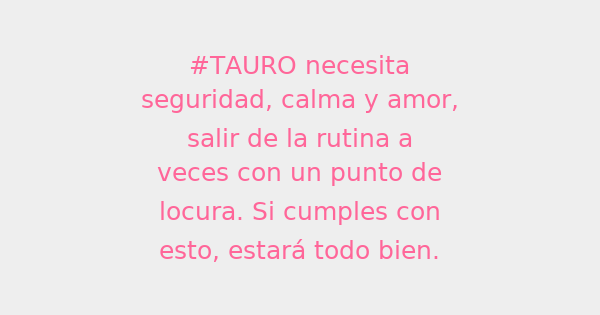 #TAURO necesita
seguridad, calma y amor,
salir de la rutina a
veces con un punto de
locura. Si cumples con
esto, estará todo bien.